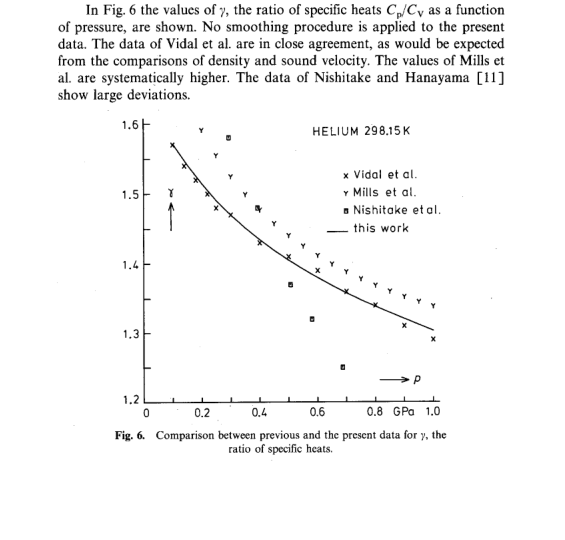 In Fig. 6 the values of γ, the ratio of specific heats Cp/Cv as a function
of pressure, are shown. No smoothing procedure is applied to the present
data. The data of Vidal et al. are in close agreement, as would be expected
from the comparisons of density and sound velocity. The values of Mills et
al. are systematically higher. The data of Nishitake and Hanayama [11]
show large deviations.
1.6
HELIUM 298.15K
x Vidal et al.
Y Mills et al.
Nishitake et al.
this work
1.5
γ
1.4
1.3
p
1.2
0 0.2 0.4 0.6 0.8 GPa 1.0
Fig. 6. Comparison between previous and the present data for γ, the
ratio of specific heats.